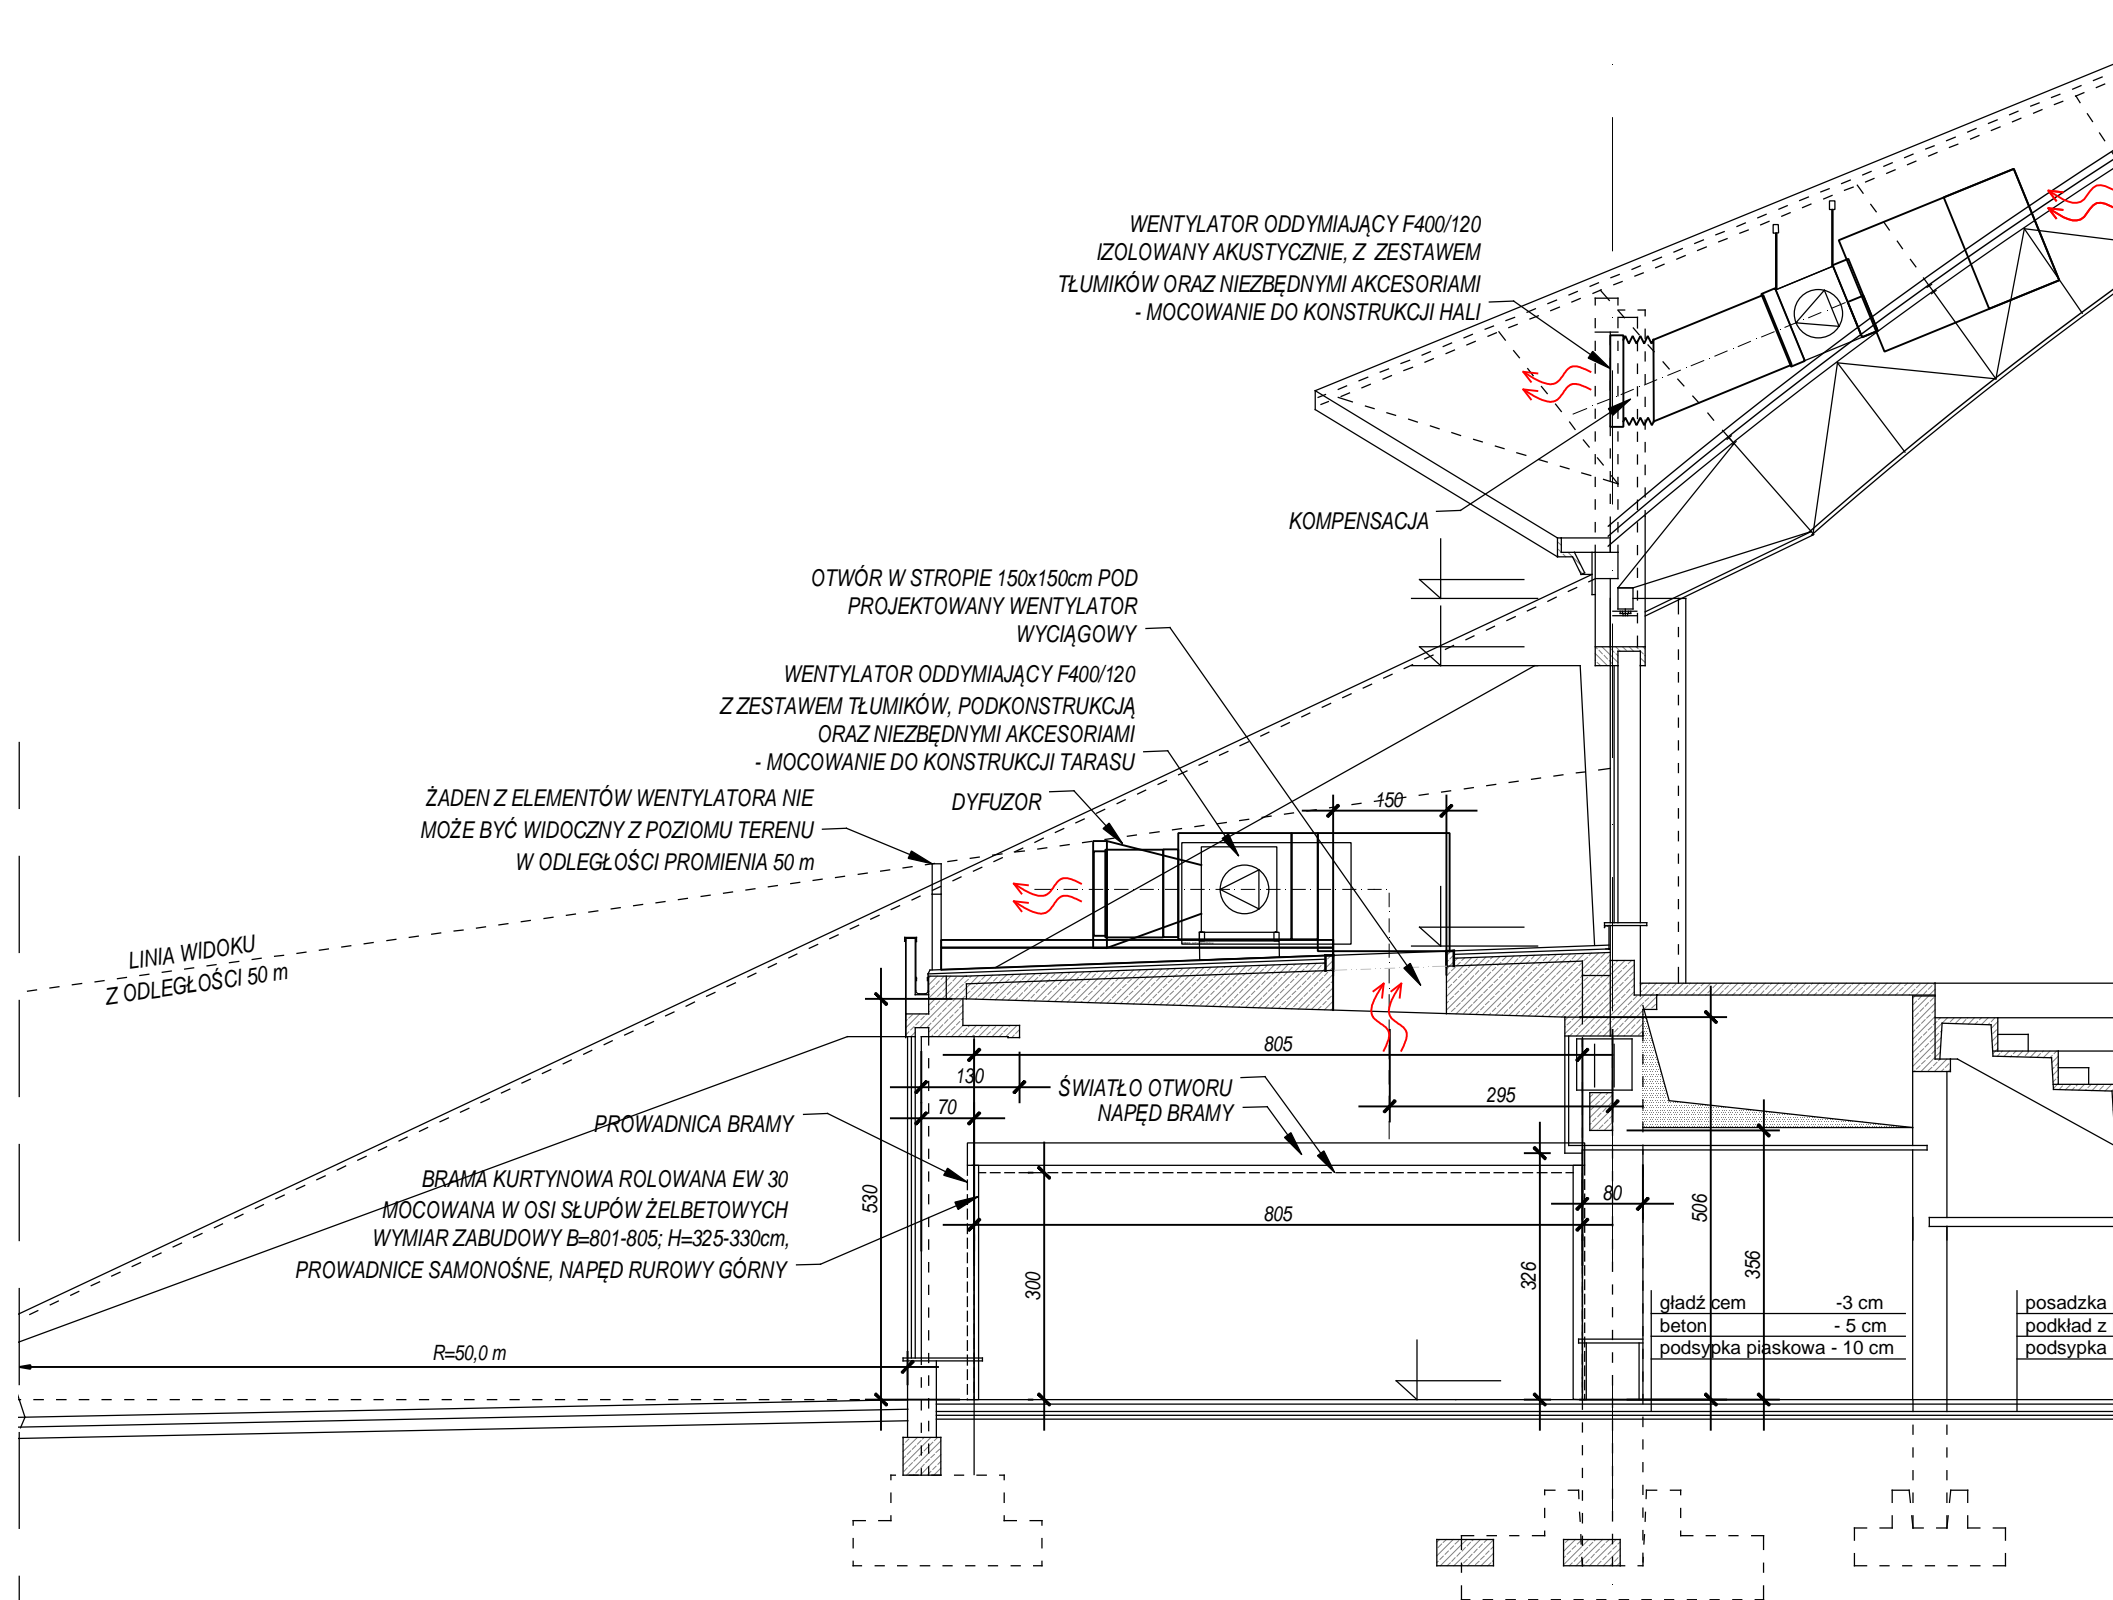 WENTYLATOR ODDYMIAJĄCY F400/120
IZOLOWANY AKUSTYCZNIE, Z ZESTAWEM
TŁUMIKÓW ORAZ NIEZBĘDNYMI AKCESORIAMI
- MOCOWANIE DO KONSTRUKCJI HALI
KOMPENSACJA
OTWÓR W STROPIE 150x150cm POD
PROJEKTOWANY WENTYLATOR
WYCIĄGOWY
WENTYLATOR ODDYMIAJĄCY F400/120
Z ZESTAWEM TŁUMIKÓW, PODKONSTRUKCJĄ
ORAZ NIEZBĘDNYMI AKCESORIAMI
- MOCOWANIE DO KONSTRUKCJI TARASU
DYFUZOR
150
ŻADEN Z ELEMENTÓW WENTYLATORA NIE
MOŻE BYĆ WIDOCZNY Z POZIOMU TERENU
W ODLEGŁOŚCI PROMIENIA 50 m
LINIA WIDOKU
Z ODLEGŁOŚCI 50 m
805
130
70
295
ŚWIATŁO OTWORU
NAPĘD BRAMY
PROWADNICA BRAMY
BRAMA KURTYNOWA ROLOWANA EW 30
MOCOWANA W OSI SŁUPÓW ŻELBETOWYCH
WYMIAR ZABUDOWY B=801-805; H=325-330cm,
PROWADNICE SAMONOŚNE, NAPĘD RUROWY GÓRNY
530
805
80
506
300
326
356
gładź cem -3 cm
beton - 5 cm
podsypka piaskowa - 10 cm
posadzka
podkład z
podsypka
R=50,0 m